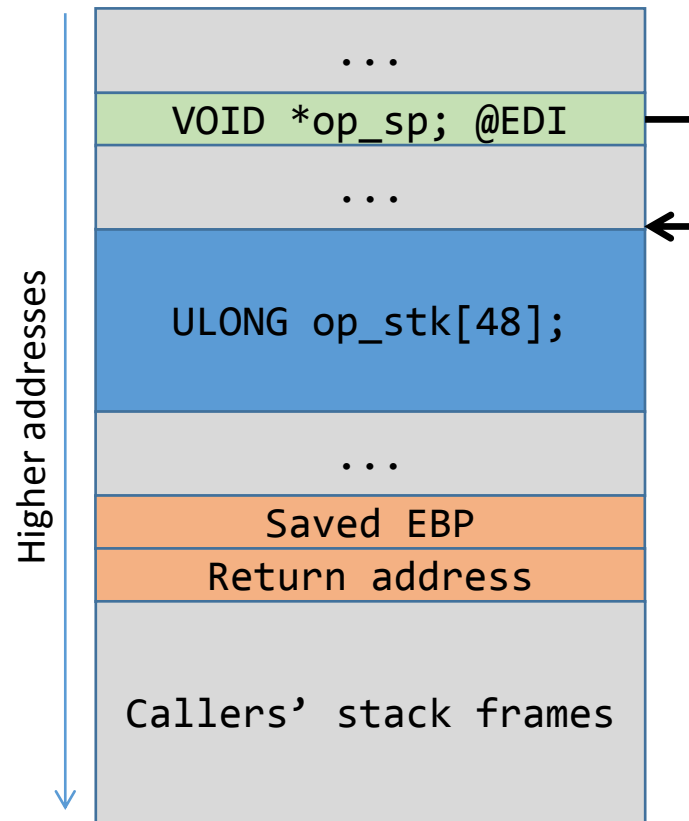 ...
VOID *op_sp; @EDI
...
ULONG op_stk[48];
...
Saved EBP
Return address
Callers’ stack frames
Higher addresses